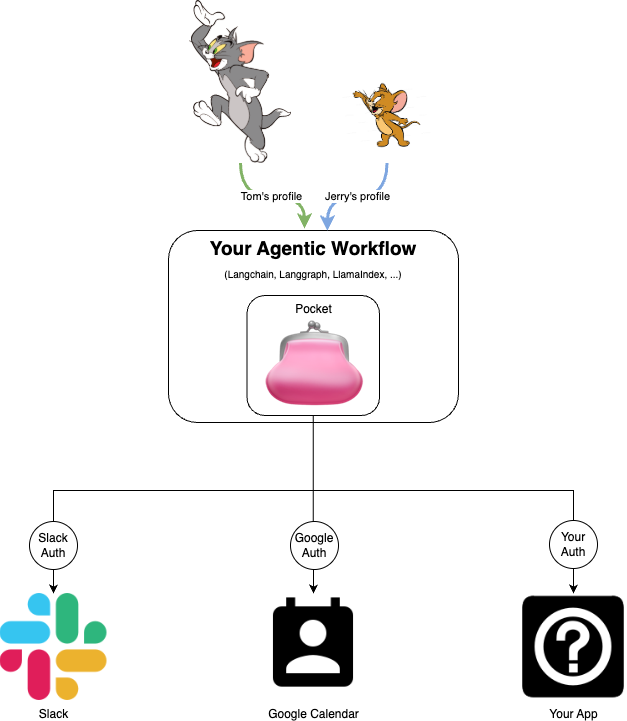 Tom's profile
Jerry's profile
Your Agentic Workflow
(Langchain, Langgraph, LlamaIndex, ...)
Pocket
Slack
Auth
Google
Auth
Your
Auth
?
Slack
Google Calendar
Your App